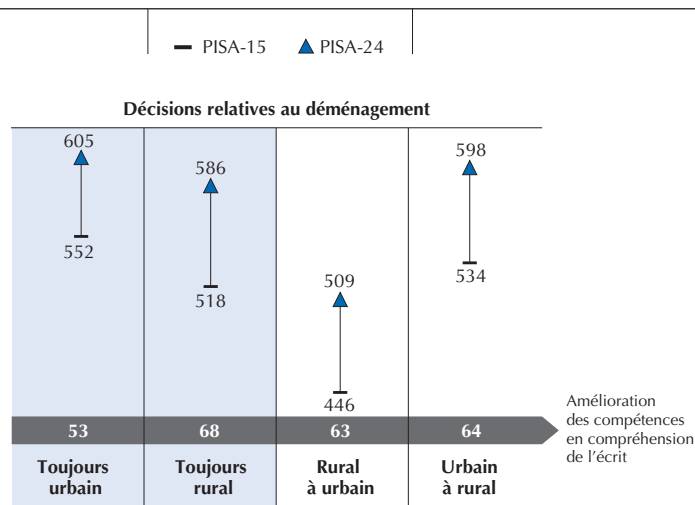 PISA-15 PISA-24
Décisions relatives au déménagement
605
552
586
518
509
446
598
534
53 68 63 64
Amélioration
des compétences
en compréhension
de l'écrit
Toujours
urbain
Toujours
rural
Rural
à urbain
Urbain
à rural